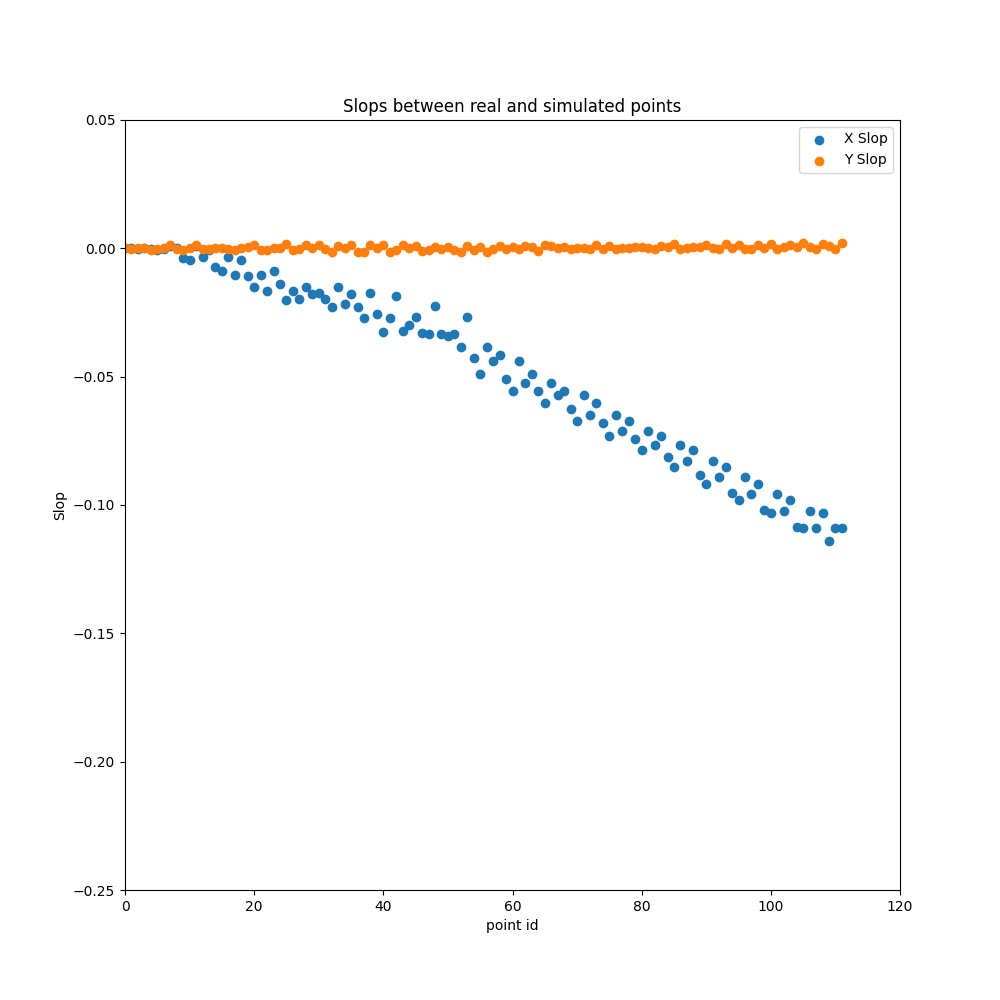 Slops between real and simulated points
X Slop
Y Slop
0.05
0.00
−0.05
−0.10
−0.15
−0.20
−0.25
Slop
0 20 40 60 80 100 120
point id